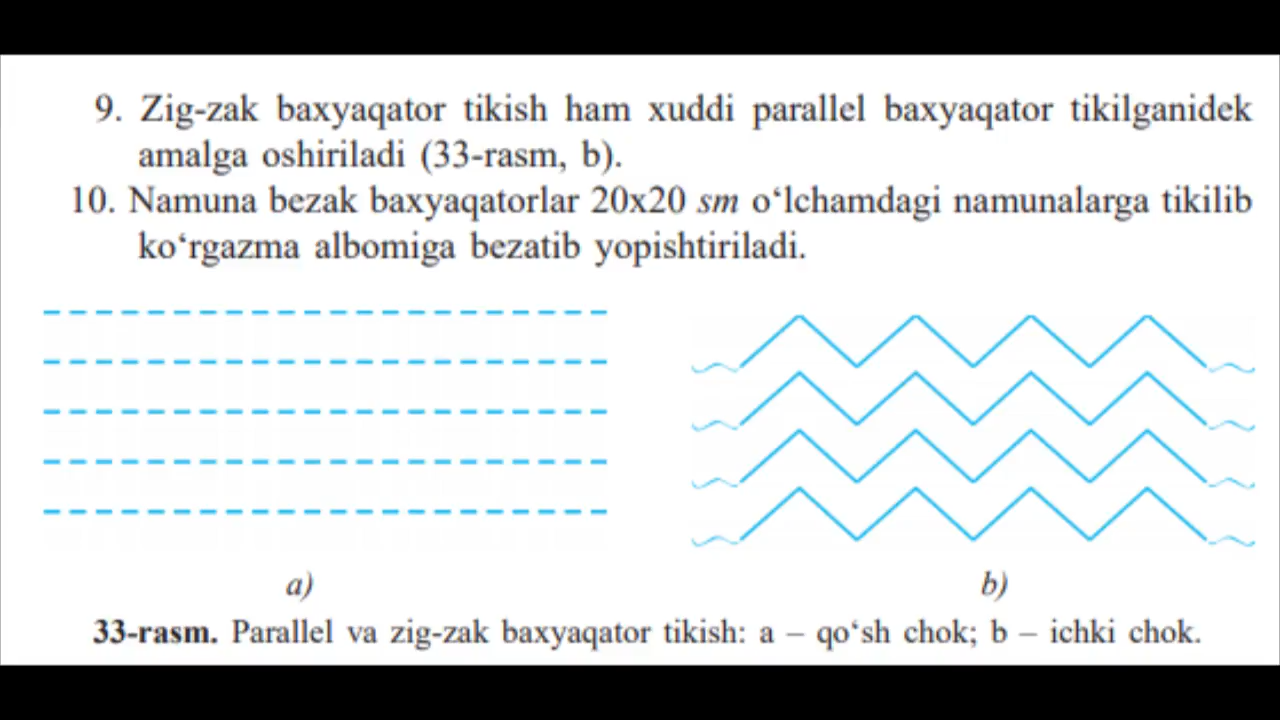 9. Zig-zak baxyaqator tikish ham xuddi parallel baxyaqator tikilganidek
amalga oshiriladi (33-rasm, b).
10. Namuna bezak baxyaqatorlar 20x20 sm o‘lchamdagi namunalarga tikilib
ko‘rgazma albomiga bezatib yopishtiriladi.
a)
b)
33-rasm. Parallel va zig-zak baxyaqator tikish: a – qo‘sh chok; b – ichki chok.